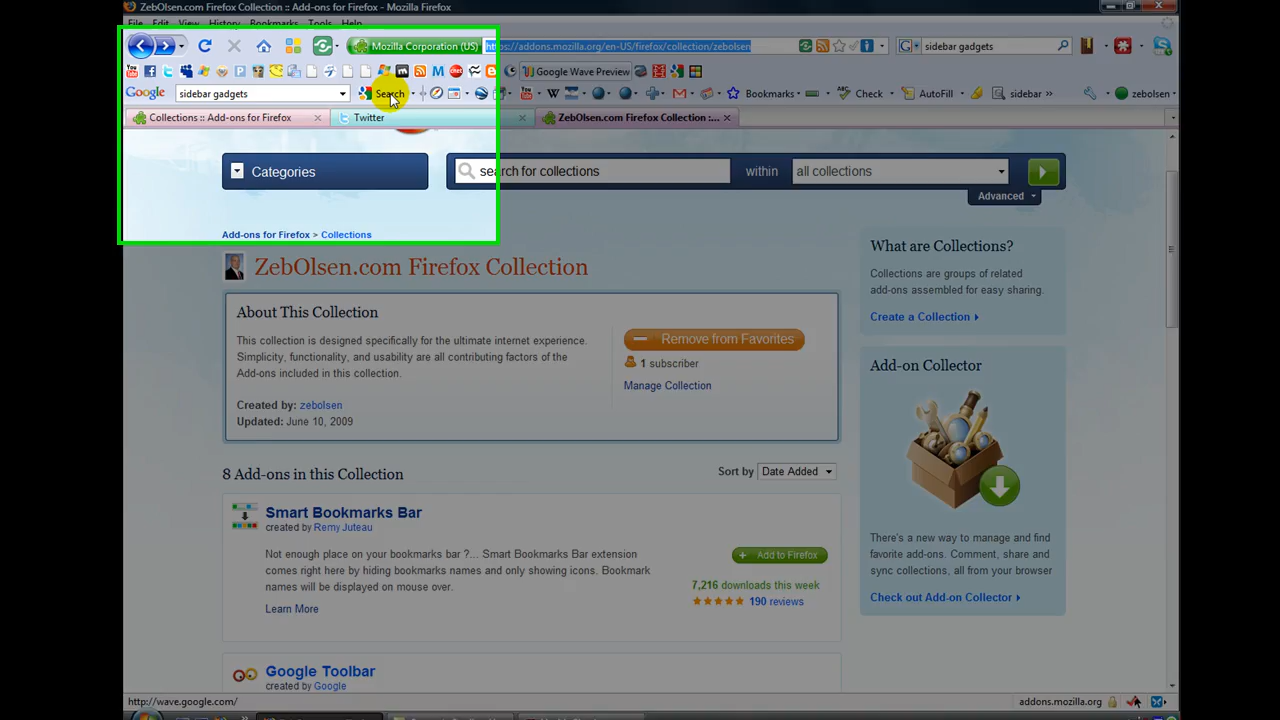 ZebOlsen.com Firefox Collection :: Add-ons for Firefox - Mozilla Firefox
File Edit View History Bookmarks Tools Help
Mozilla Corporation (US) https://addons.mozilla.org/en-US/firefox/collection/zebolsen sidebar gadgets
Google Wave Preview
Google sidebar gadgets Search Bookmarks Check AutoFill sidebar zebolsen
Collections :: Add-ons for Firefox Twitter ZebOlsen.com Firefox Collection :...
Categories search for collections within all collections
Advanced
Add-ons for Firefox > Collections
ZebOlsen.com Firefox Collection
About This Collection
This collection is designed specifically for the ultimate internet experience.
Simplicity, functionality, and usability are all contributing factors of the
Add-ons included in this collection.
Created by: zebolsen
Updated: June 10, 2009
Remove from Favorites
1 subscriber
Manage Collection
What are Collections?
Collections are groups of related
add-ons assembled for easy sharing.
Create a Collection
Add-on Collector
There's a new way to manage and find
favorite add-ons. Comment, share and
sync collections, all from your browser
Check out Add-on Collector
8 Add-ons in this Collection
Sort by Date Added
Smart Bookmarks Bar
created by Remy Juteau
Not enough place on your bookmarks bar ?... Smart Bookmarks Bar extension
comes right here by hiding bookmarks names and only showing icons. Bookmark
names will be displayed on mouse over.
Learn More
Add to Firefox
7,216 downloads this week
190 reviews
Google Toolbar
created by Google
http://wave.google.com/
addons.mozilla.org